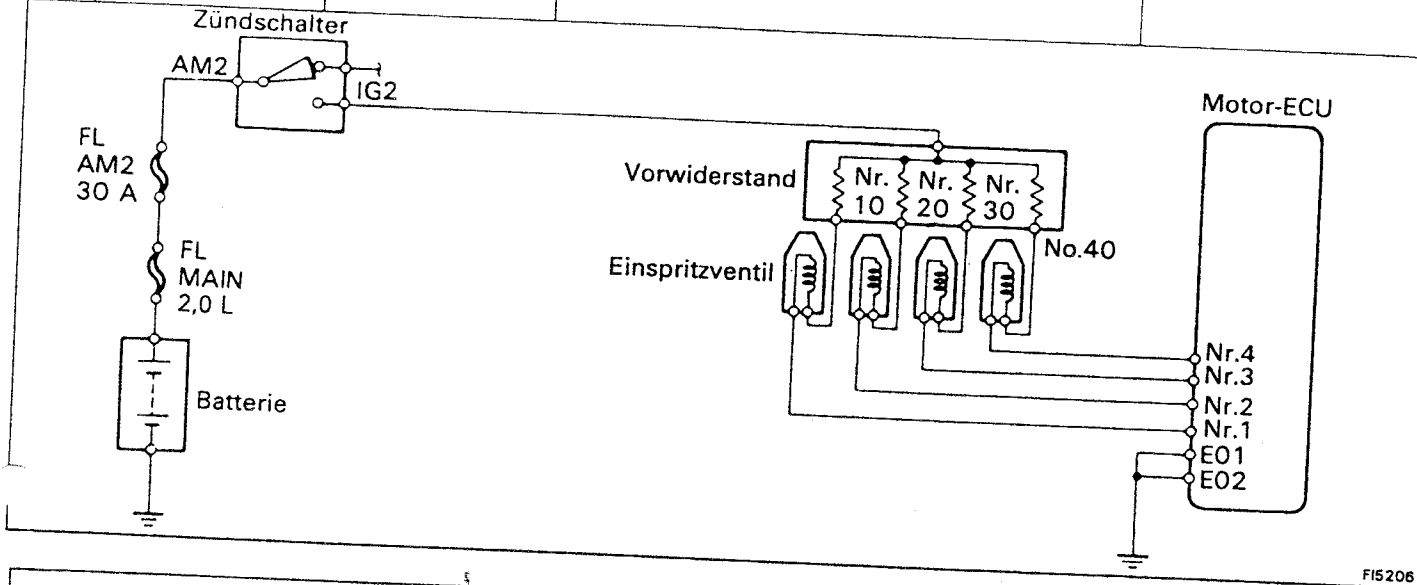 Zündschalter
AM2
IG2
FL
AM2
30 A
FL
MAIN
2,0 L
Batterie
Vorwiderstand
Nr.
10
Nr.
20
Nr.
30
No.40
Einspritzventil
Motor-ECU
Nr.4
Nr.3
Nr.2
Nr.1
E01
E02
FI5206